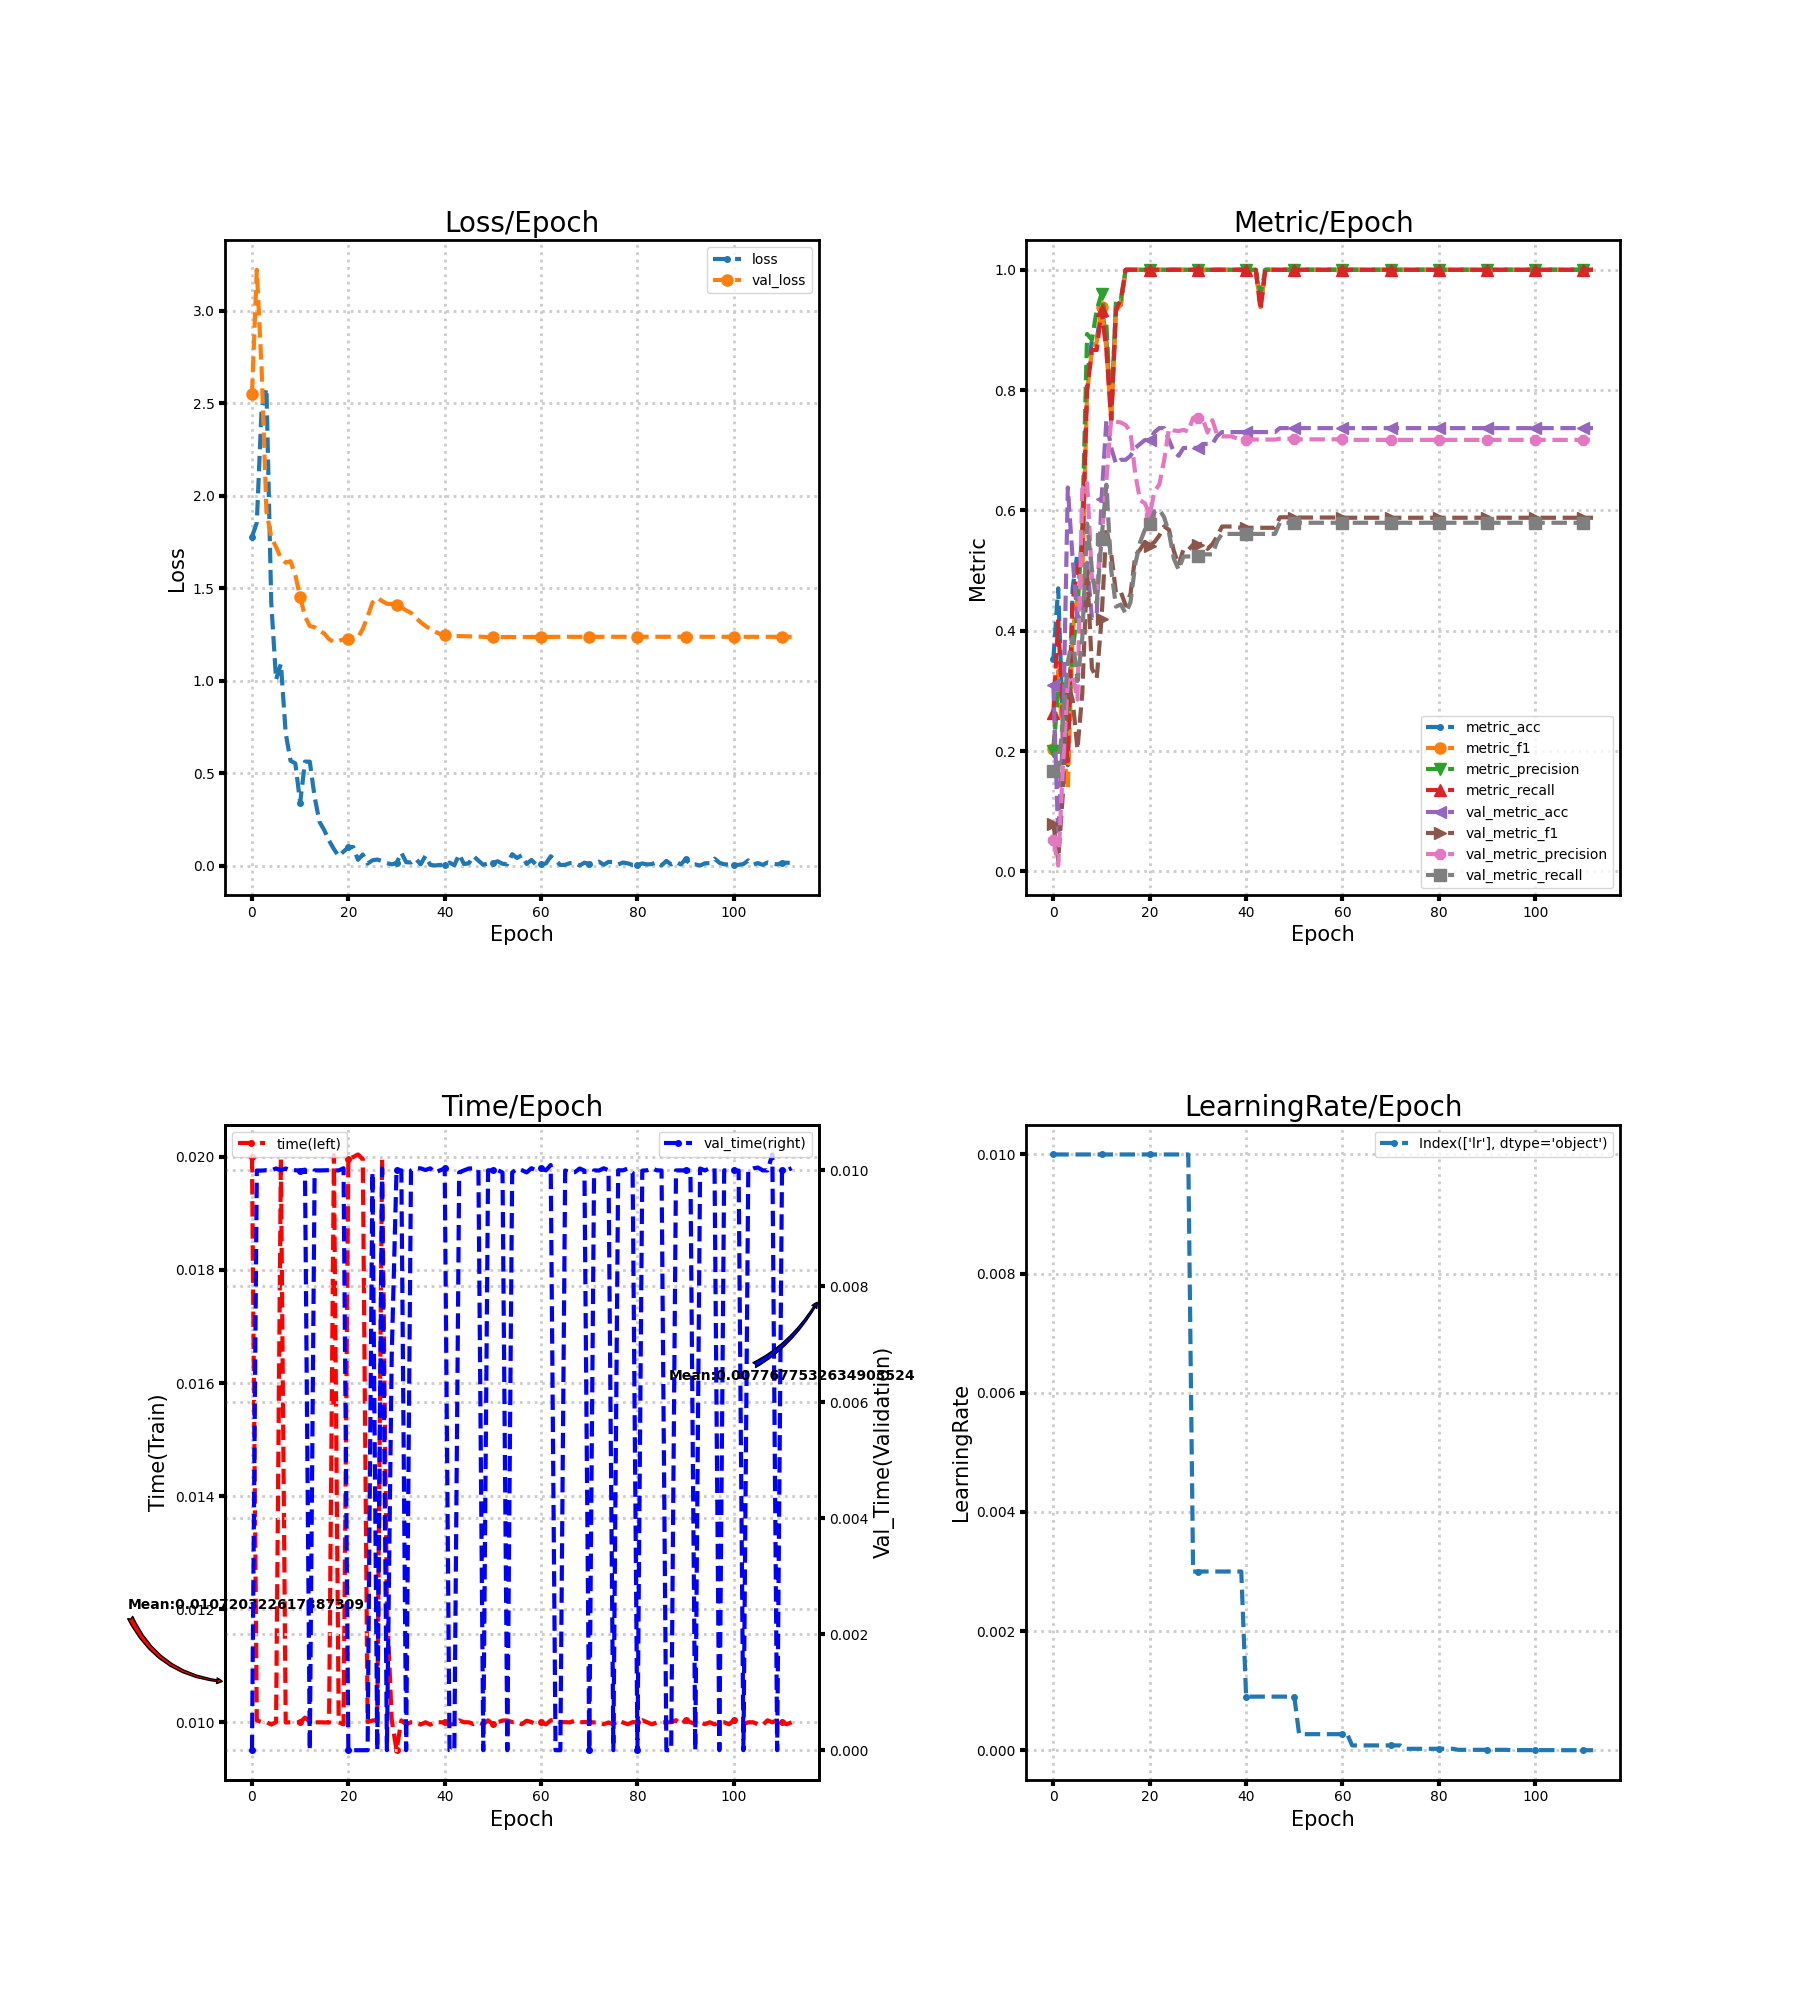 Loss/Epoch
Loss
3.0
2.5
2.0
1.5
1.0
0.5
0.0
loss
val_loss
0 20 40 60 80 100
Epoch
Metric/Epoch
Metric
1.0
0.8
0.6
0.4
0.2
0.0
metric_acc
metric_f1
metric_precision
metric_recall
val_metric_acc
val_metric_f1
val_metric_precision
val_metric_recall
0 20 40 60 80 100
Epoch
Time/Epoch
Time(Train)
0.020
0.018
0.016
0.014
0.012
0.010
time(left)
val_time(right)
0.010
0.008
0.006
0.004
0.002
0.000
Val_Time(Validation)
0 20 40 60 80 100
Epoch
LearningRate/Epoch
LearningRate
0.010
0.008
0.006
0.004
0.002
0.000
Index(['lr'], dtype='object')
0 20 40 60 80 100
Epoch